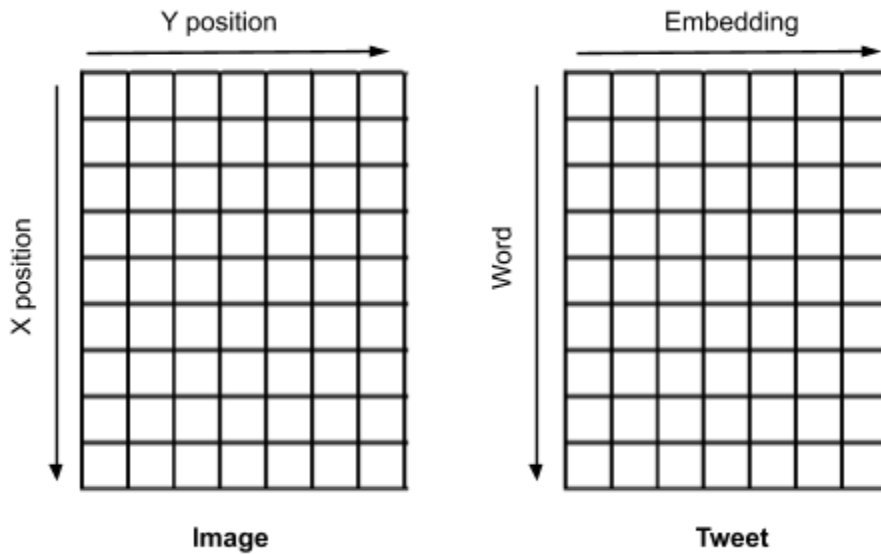 Y position
X position
Image
Embedding
Word
Tweet